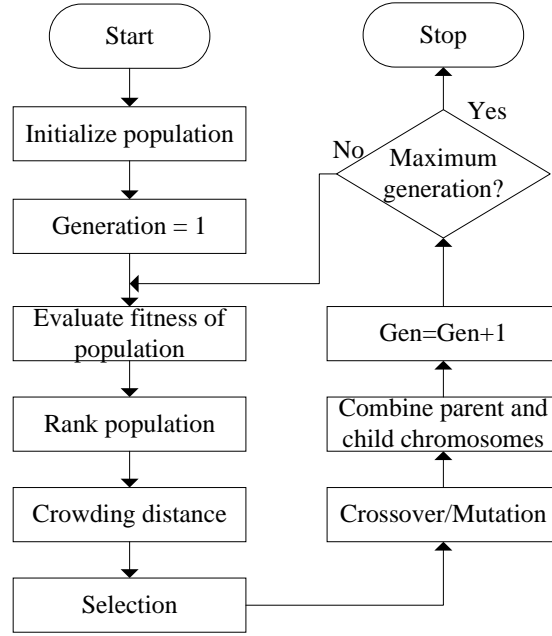 Start
Initialize population
Generation = 1
Evaluate fitness of
population
Rank population
Crowding distance
Selection
Crossover/Mutation
Combine parent and
child chromosomes
Gen=Gen+1
Maximum
generation?
No
Yes
Stop